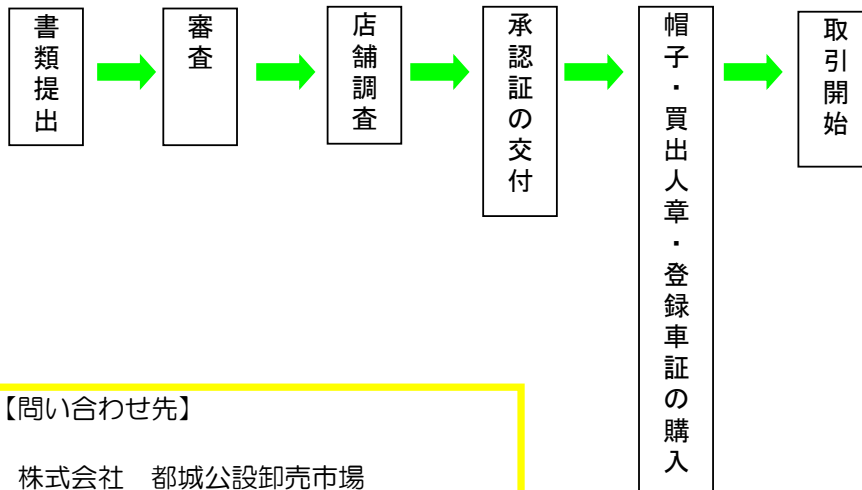 書類提出
審査
店舗調査
承認証の交付
帽子・買出人章・登録車証の購入
取引開始
【問い合わせ先】
株式会社　都城公設卸売市場